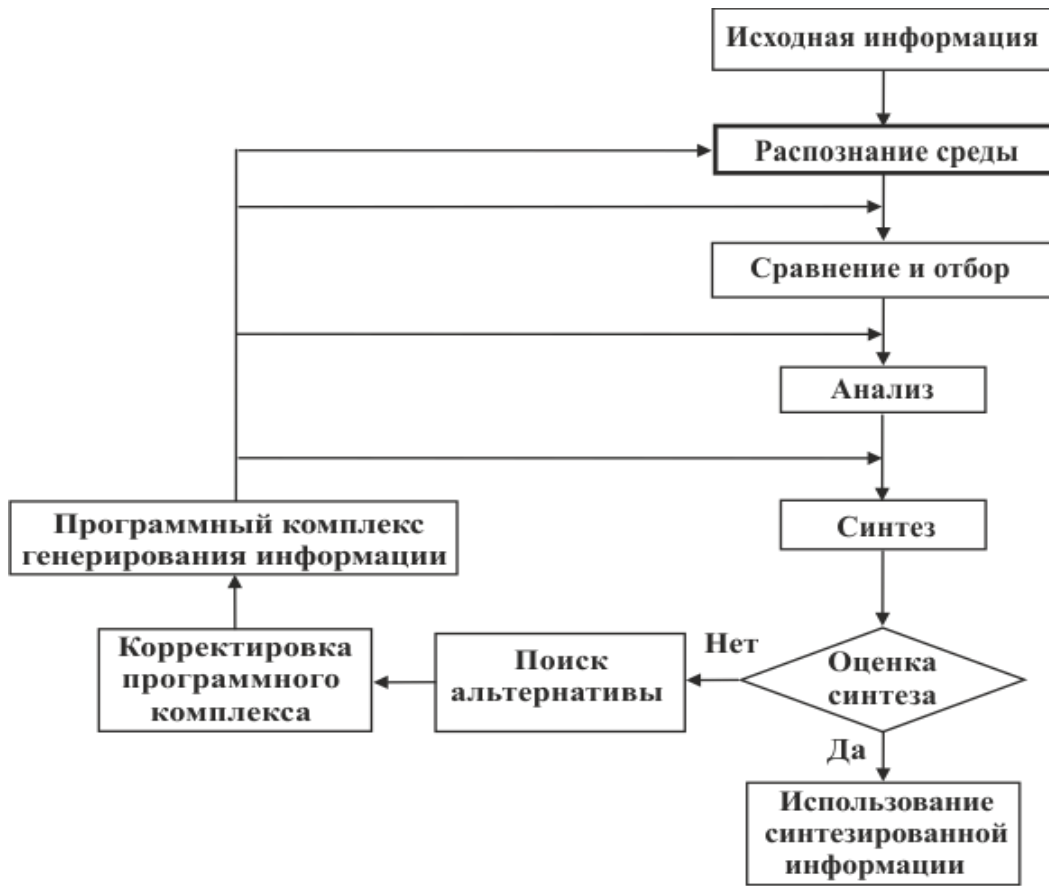 Исходная информация
Распознание среды
Сравнение и отбор
Анализ
Синтез
Оценка
синтеза
Нет
Да
Поиск
альтернативы
Корректировка
программного
комплекса
Программный комплекс
генерирования информации
Использование
синтезированной
информации